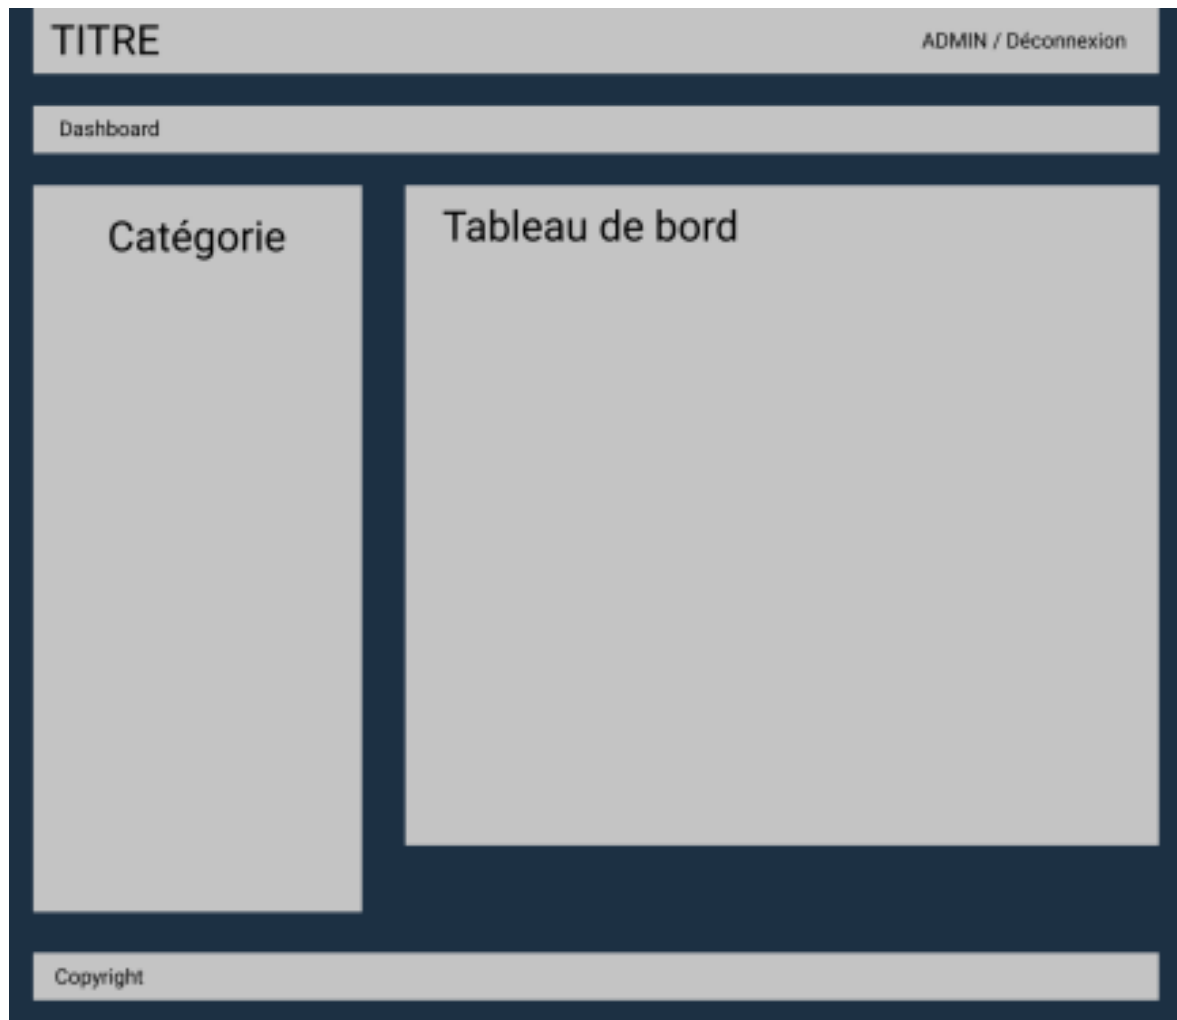 TITRE
ADMIN / Déconnexion
Dashboard
Catégorie
Tableau de bord
Copyright